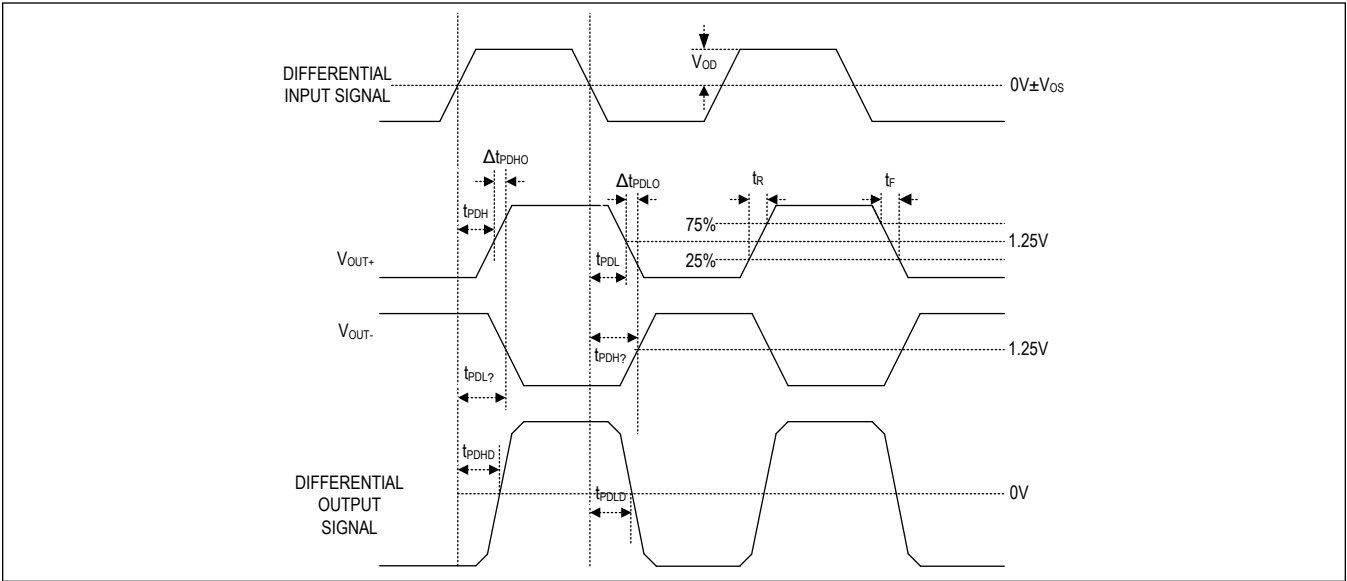 DIFFERENTIAL
INPUT SIGNAL
VOD
0V±VOS
ΔtPDHO
ΔtPDLO
tR
tF
tPDH
75%
1.25V
VOUT+
tPDL
25%
VOUT-
tPDH?
1.25V
tPDL?
tPDHD
DIFFERENTIAL
OUTPUT
SIGNAL
tPDLD
0V